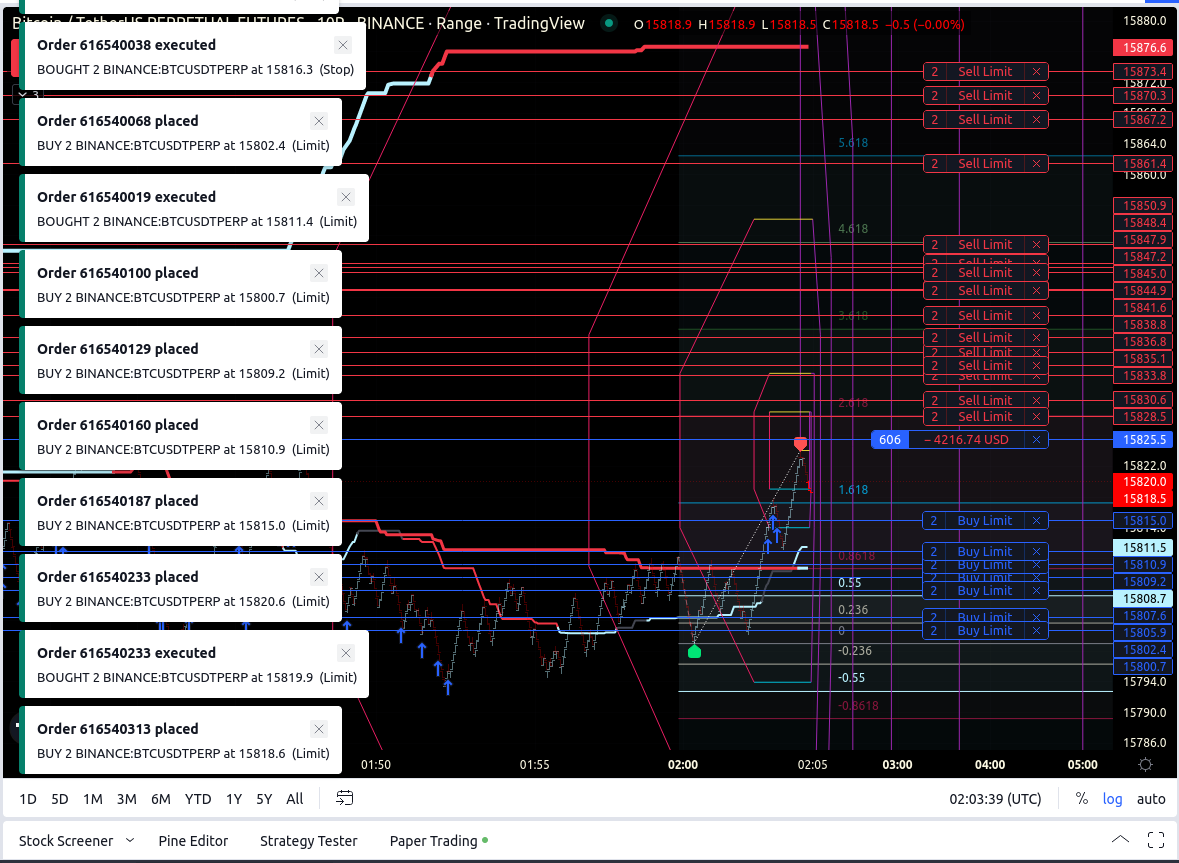 Bitcoin / TetherUS PERPETUAL FUTURES · 10R · BINANCE · Range · TradingView
O15818.9 H15818.9 L15818.5 C15818.5 −0.5 (−0.00%)
Order 616540038 executed
BOUGHT 2 BINANCE:BTCUSDTPERP at 15816.3 (Stop)
3
Order 616540068 placed
BUY 2 BINANCE:BTCUSDTPERP at 15802.4 (Limit)
Order 616540019 executed
BOUGHT 2 BINANCE:BTCUSDTPERP at 15811.4 (Limit)
Order 616540100 placed
BUY 2 BINANCE:BTCUSDTPERP at 15800.7 (Limit)
Order 616540129 placed
BUY 2 BINANCE:BTCUSDTPERP at 15809.2 (Limit)
Order 616540160 placed
BUY 2 BINANCE:BTCUSDTPERP at 15810.9 (Limit)
Order 616540187 placed
BUY 2 BINANCE:BTCUSDTPERP at 15815.0 (Limit)
Order 616540233 placed
BUY 2 BINANCE:BTCUSDTPERP at 15820.6 (Limit)
Order 616540233 executed
BOUGHT 2 BINANCE:BTCUSDTPERP at 15819.9 (Limit)
Order 616540313 placed
BUY 2 BINANCE:BTCUSDTPERP at 15818.6 (Limit)
5.618
4.618
3.618
2.618
1.618
0.8618
0.55
0.236
0
-0.236
-0.55
-0.8618
2 Sell Limit
2 Sell Limit
2 Sell Limit
2 Sell Limit
2 Sell Limit
Sell Limit
2 Sell Limit
2 Sell Limit
2 Sell Limit
2 Sell Limit
2 Sell Limit
2 Sell Limit
2 Sell Limit
2 Sell Limit
2 Sell Limit
606 −4216.74 USD
2 Buy Limit
2 Buy Limit
2 Buy Limit
2 Buy Limit
2 Buy Limit
2 Buy Limit
2 Buy Limit
15880.0
15876.6
15873.4
15872.0
15870.3
15867.2
15864.0
15861.4
15860.0
15850.9
15848.4
15847.9
15847.2
15845.0
15844.9
15841.6
15838.8
15836.8
15835.1
15833.8
15830.6
15828.5
15825.5
15822.0
15820.0
15818.5
15815.0
15811.5
15810.9
15809.2
15808.7
15807.6
15805.9
15802.4
15800.7
15794.0
15790.0
15786.0
01:50 01:55 02:00 02:05 03:00 04:00 05:00
1D 5D 1M 3M 6M YTD 1Y 5Y All 02:03:39 (UTC) % log auto
Stock Screener Pine Editor Strategy Tester Paper Trading